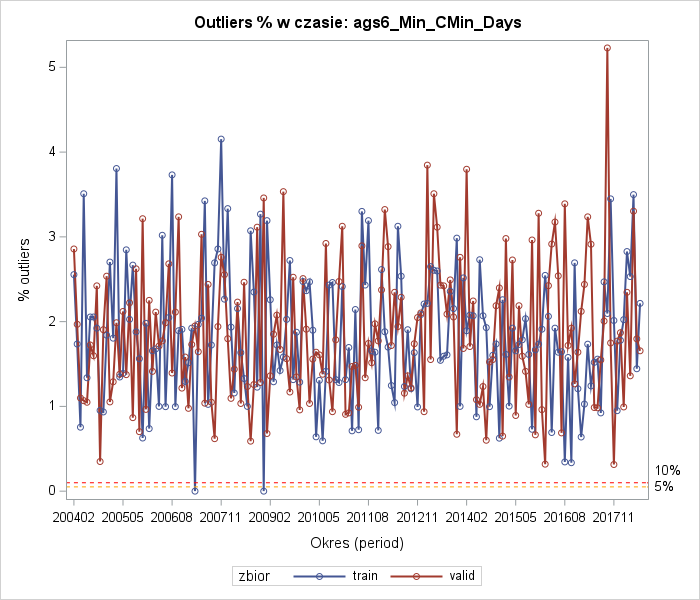 Outliers % w czasie: ags6_Min_CMin_Days
% outliers
5
4
3
2
1
0
10%
5%
200402 200505 200608 200711 200902 201005 201108 201211 201402 201505 201608 201711
Okres (period)
zbior train valid